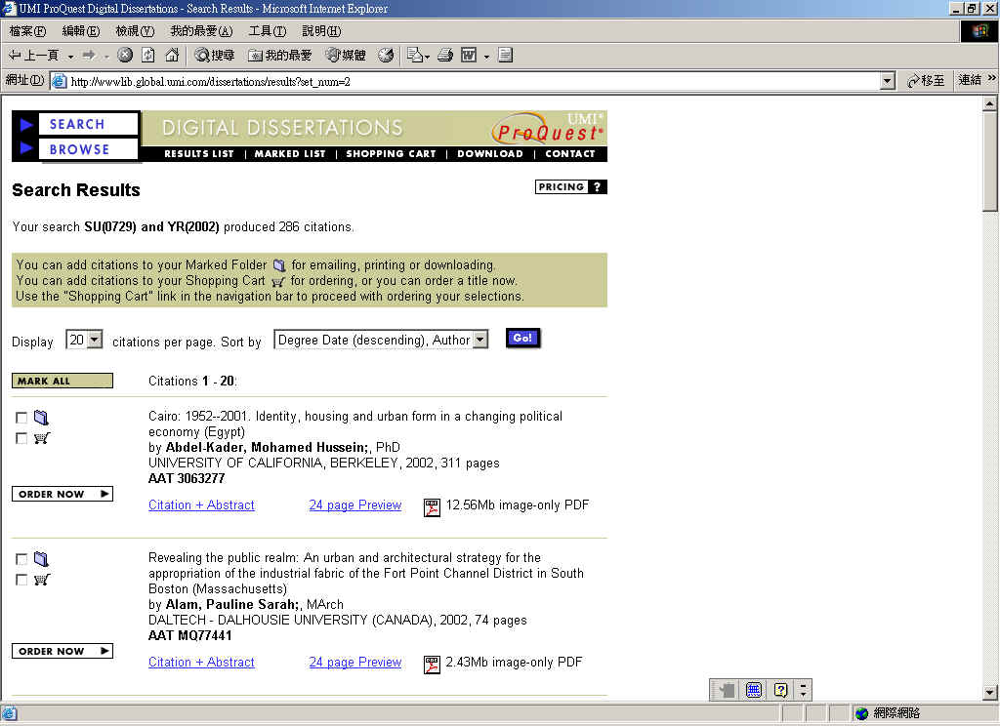 UMI ProQuest Digital Dissertations - Search Results - Microsoft Internet Explorer
檔案(F) 編輯(E) 檢視(V) 我的最愛(A) 工具(T) 說明(H)
上一頁 搜尋 我的最愛 媒體
網址(D) http://wwwlib.global.umi.com/dissertations/results?set_num=2 移至 連結 »
SEARCH
BROWSE
DIGITAL DISSERTATIONS
UMI®
ProQuest®
RESULTS LIST | MARKED LIST | SHOPPING CART | DOWNLOAD | CONTACT
Search Results
PRICING ?
Your search SU(0729) and YR(2002) produced 286 citations.
You can add citations to your Marked Folder for emailing, printing or downloading.
You can add citations to your Shopping Cart for ordering, or you can order a title now.
Use the "Shopping Cart" link in the navigation bar to proceed with ordering your selections.
Display 20 citations per page. Sort by Degree Date (descending), Author Go!
MARK ALL Citations 1 - 20:
Cairo: 1952--2001. Identity, housing and urban form in a changing political
economy (Egypt)
by Abdel-Kader, Mohamed Hussein;, PhD
UNIVERSITY OF CALIFORNIA, BERKELEY, 2002, 311 pages
AAT 3063277
ORDER NOW
Citation + Abstract 24 page Preview 12.56Mb image-only PDF
Revealing the public realm: An urban and architectural strategy for the
appropriation of the industrial fabric of the Fort Point Channel District in South
Boston (Massachusetts)
by Alam, Pauline Sarah;, MArch
DALTECH - DALHOUSIE UNIVERSITY (CANADA), 2002, 74 pages
AAT MQ77441
ORDER NOW
Citation + Abstract 24 page Preview 2.43Mb image-only PDF
網際網路